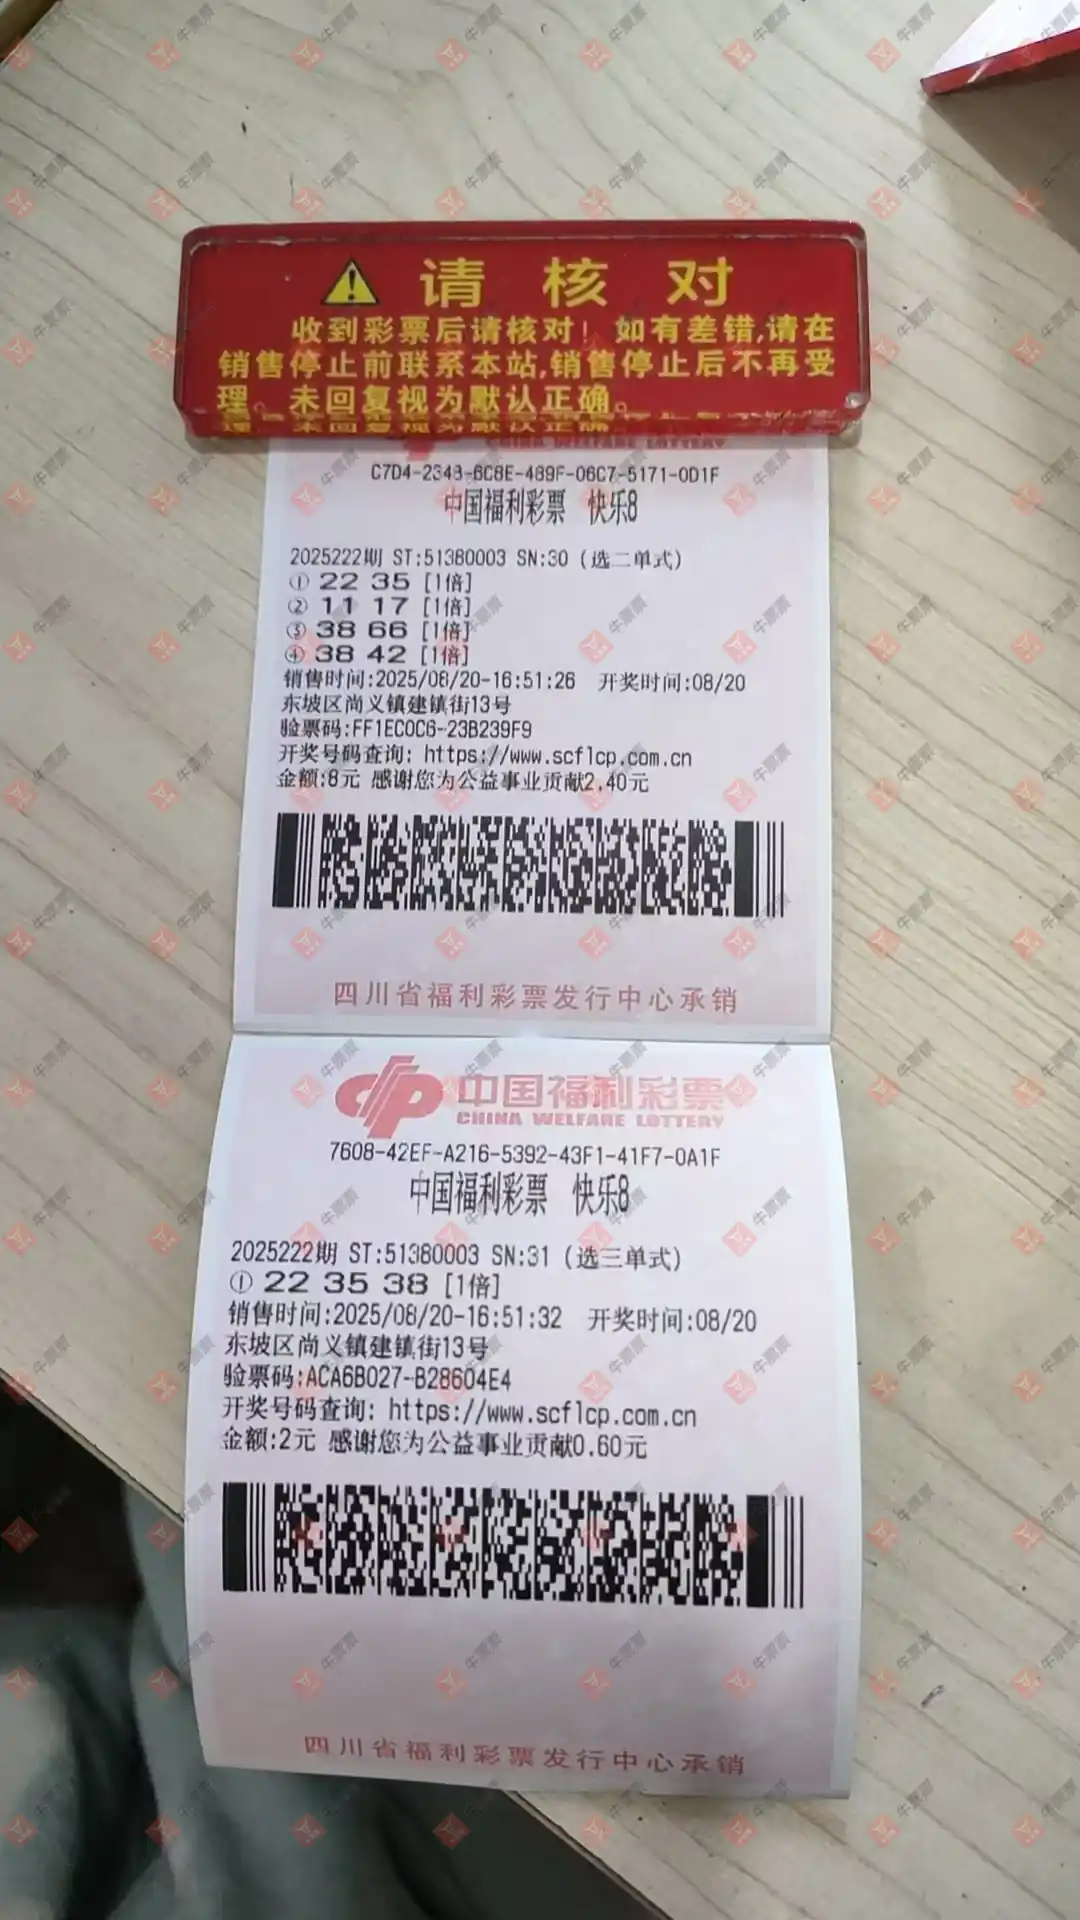 请核对
收到彩票后请核对！如有差错,请在
销售停止前联系本站,销售停止后不再受
理。未回复视为默认正确。
CHINA WELFARE LOTTERY
C7D4-2348-6C8E-489F-06C7-5171-0D1F
中国福利彩票 快乐8
2025222期 ST:51380003 SN:30 (选二单式)
① 22 35 [1倍]
② 11 17 [1倍]
③ 38 66 [1倍]
④ 38 42 [1倍]
销售时间:2025/08/20-16:51:26 开奖时间:08/20
东坡区尚义镇建镇街13号
验票码:FF1EC0C6-23B239F9
开奖号码查询: https://www.scflcp.com.cn
金额:8元 感谢您为公益事业贡献2.40元
四川省福利彩票发行中心承销
中国福利彩票
CHINA WELFARE LOTTERY
7608-42EF-A216-5392-43F1-41F7-0A1F
中国福利彩票 快乐8
2025222期 ST:51380003 SN:31 (选三单式)
① 22 35 38 [1倍]
销售时间:2025/08/20-16:51:32 开奖时间:08/20
东坡区尚义镇建镇街13号
验票码:ACA6B027-B28604E4
开奖号码查询: https://www.scflcp.com.cn
金额:2元 感谢您为公益事业贡献0.60元
四川省福利彩票发行中心承销
牛票票